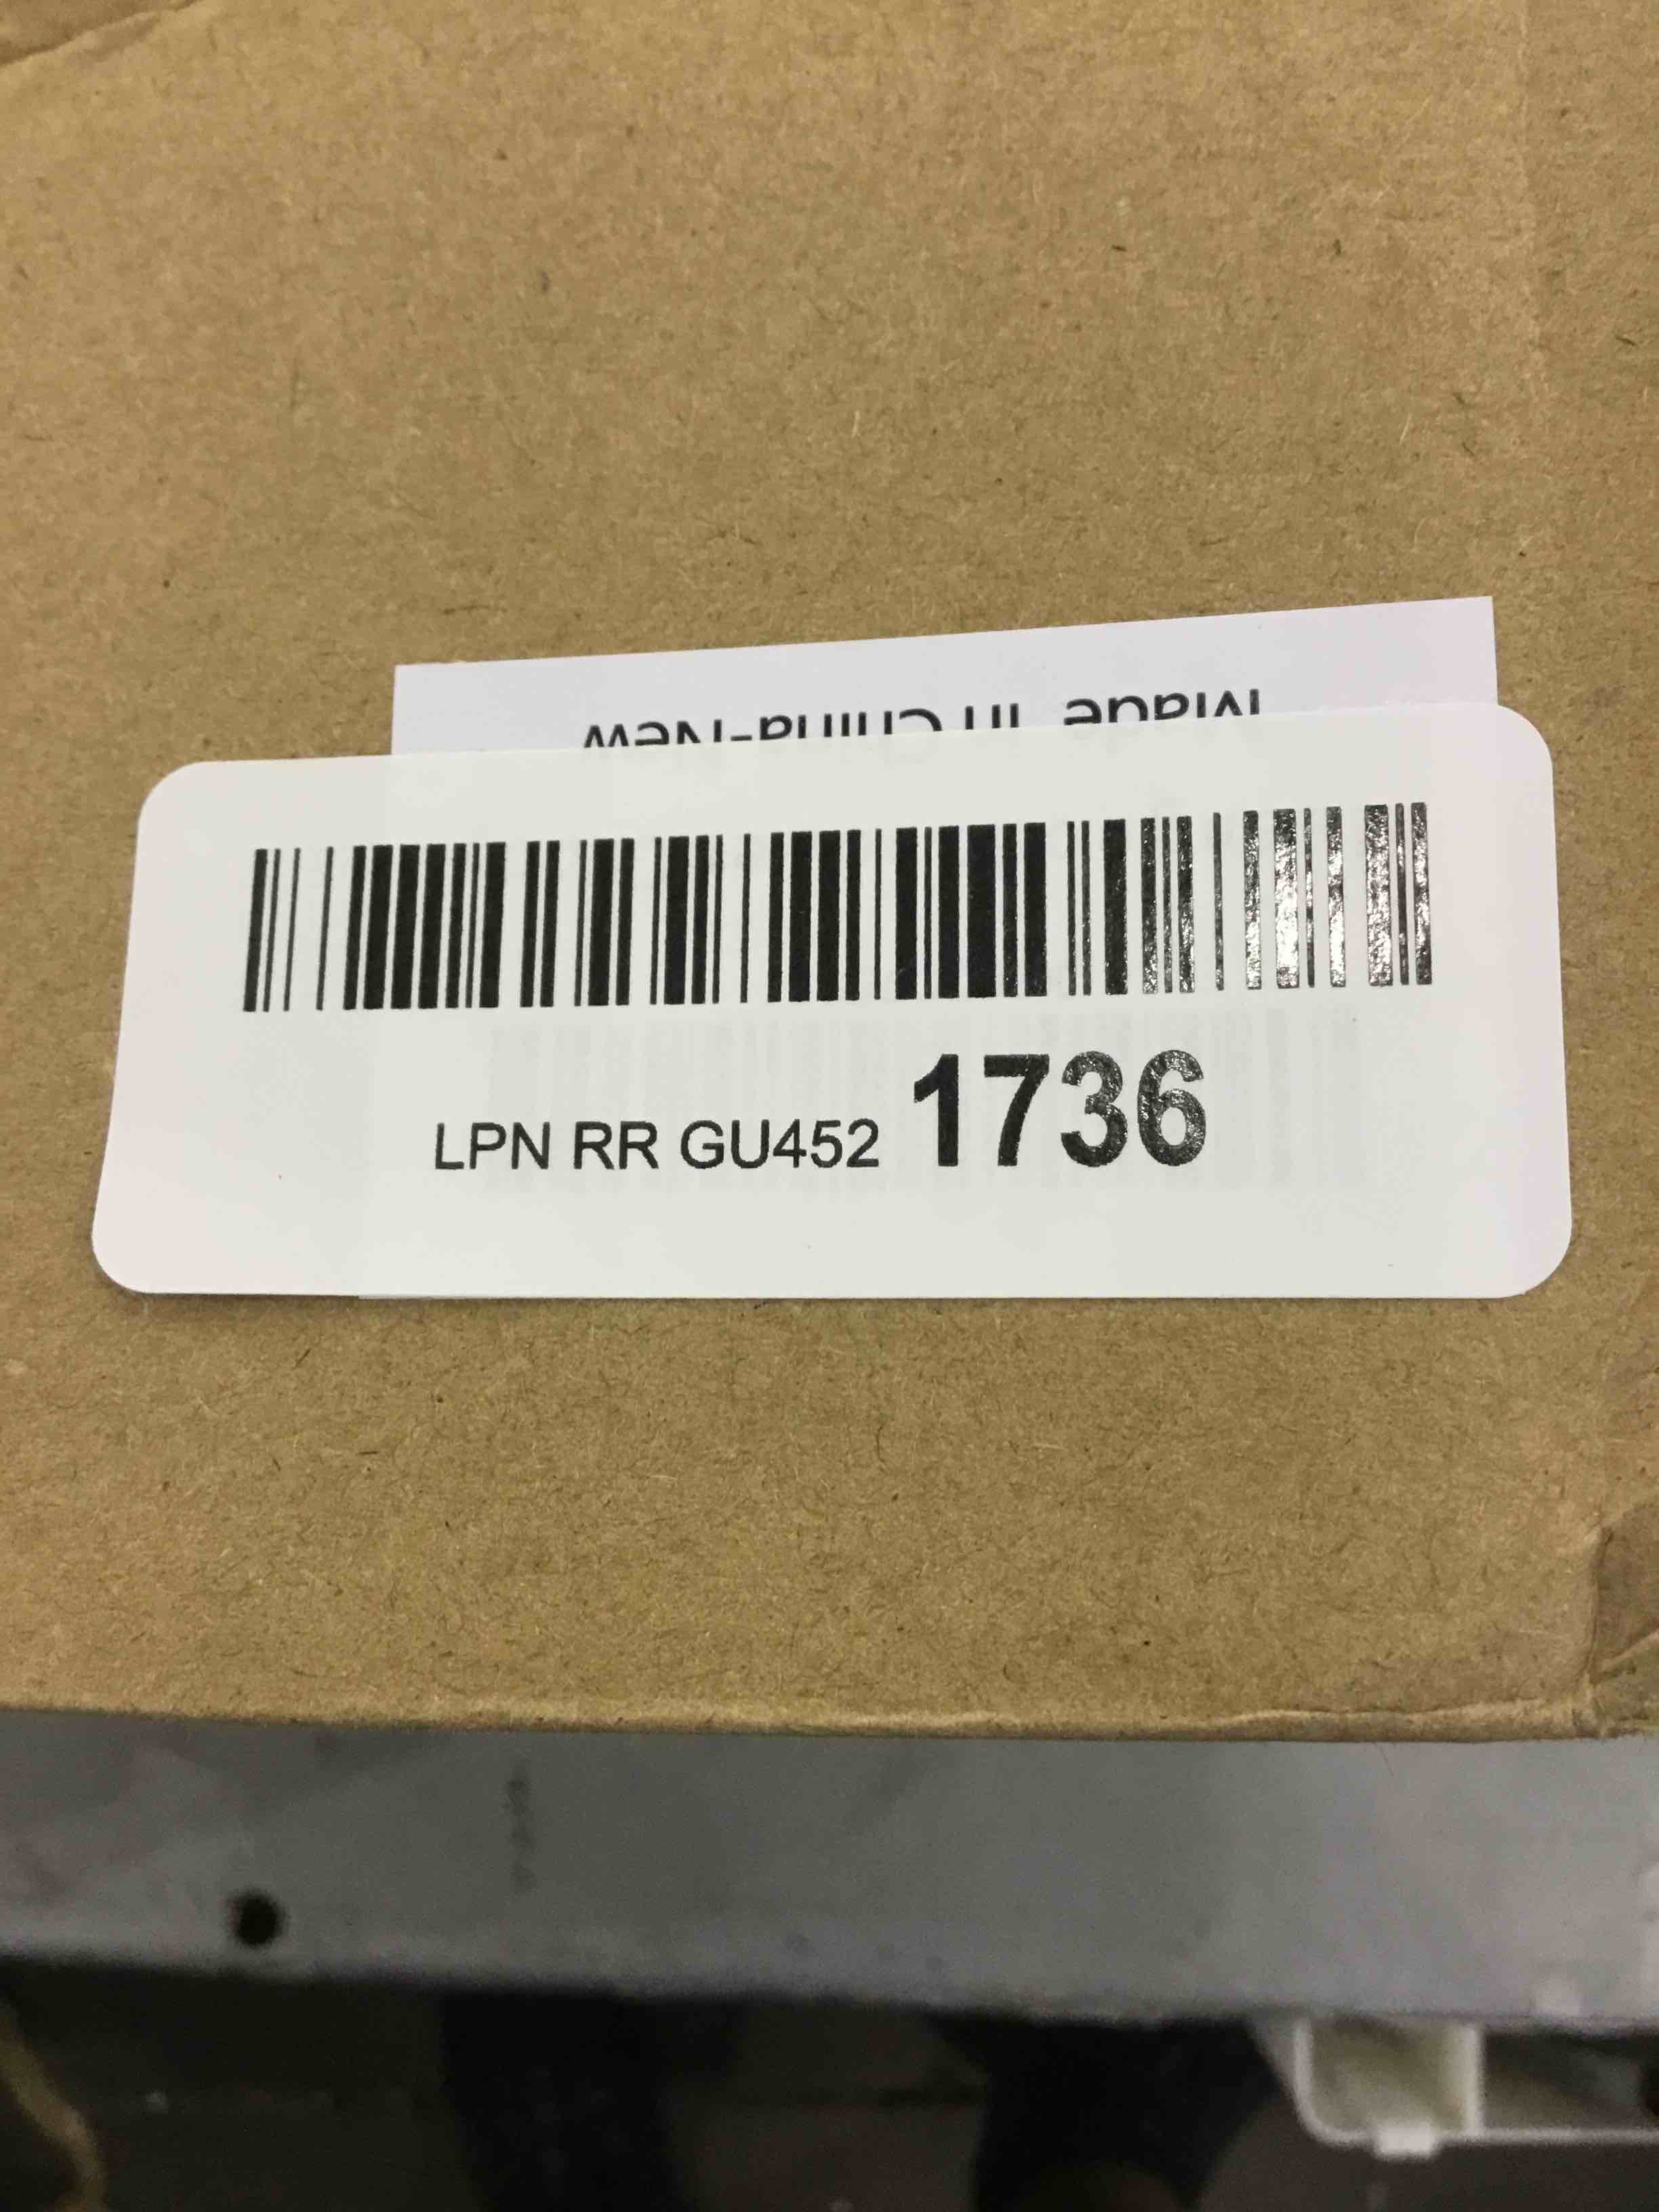 Made in China-New
LPN RR GU452 1736